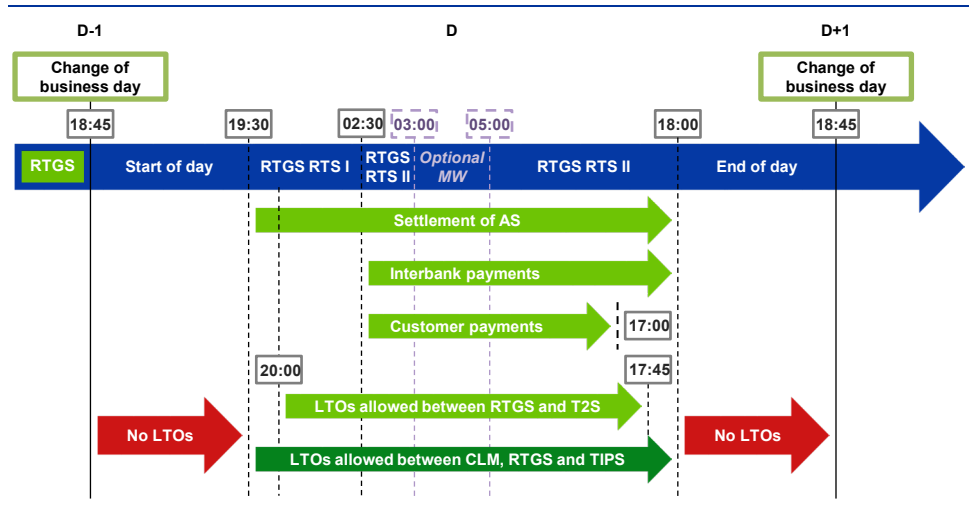 D-1
D
D+1
Change of
business day
Change of
business day
18:45
19:30
02:30
03:00
05:00
18:00
18:45
RTGS
Start of day
RTGS RTS I
RTGS
RTS II
Optional
MW
RTGS RTS II
End of day
Settlement of AS
Interbank payments
Customer payments
17:00
20:00
17:45
LTOs allowed between RTGS and T2S
No LTOs
No LTOs
LTOs allowed between CLM, RTGS and TIPS